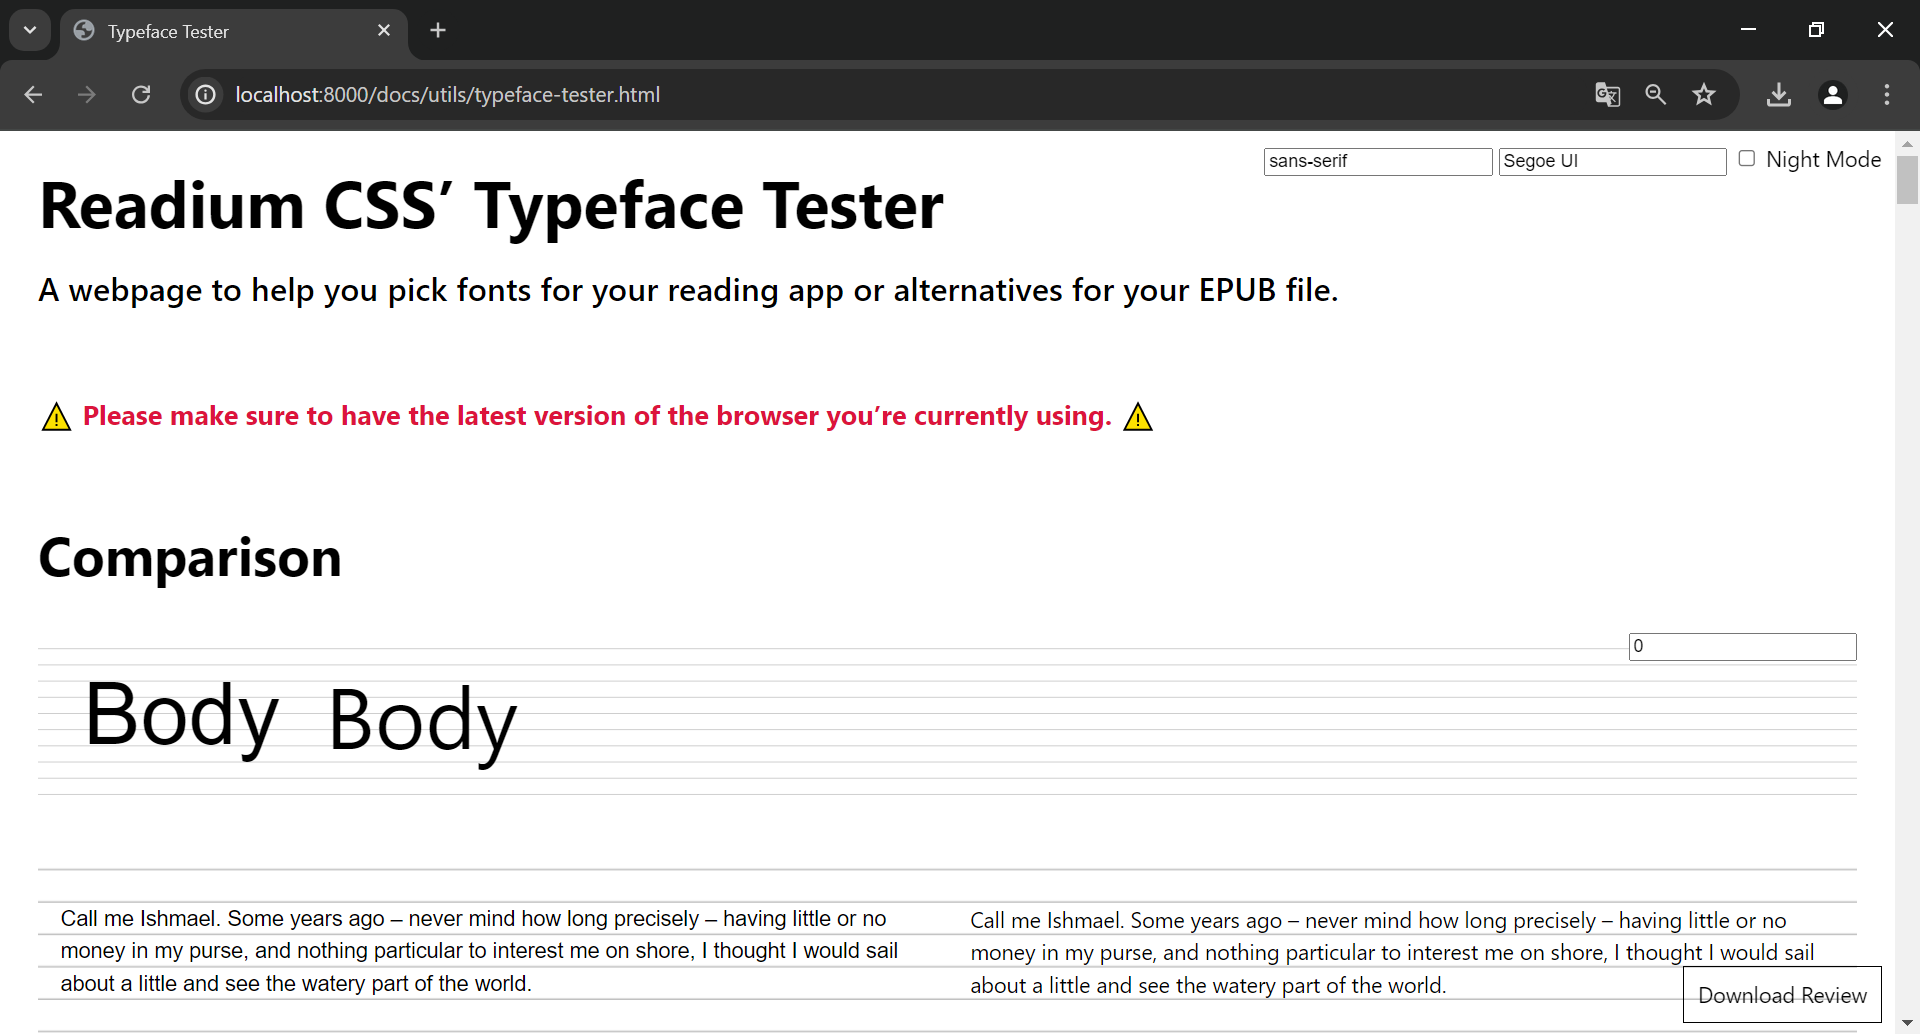 Typeface Tester
localhost:8000/docs/utils/typeface-tester.html
sans-serif
Segoe UI
Night Mode
Readium CSS’ Typeface Tester
A webpage to help you pick fonts for your reading app or alternatives for your EPUB file.
⚠ Please make sure to have the latest version of the browser you’re currently using. ⚠
Comparison
0
Body Body
Call me Ishmael. Some years ago – never mind how long precisely – having little or no
money in my purse, and nothing particular to interest me on shore, I thought I would sail
about a little and see the watery part of the world.
Call me Ishmael. Some years ago – never mind how long precisely – having little or no
money in my purse, and nothing particular to interest me on shore, I thought I would sail
about a little and see the watery part of the world.
Download Review